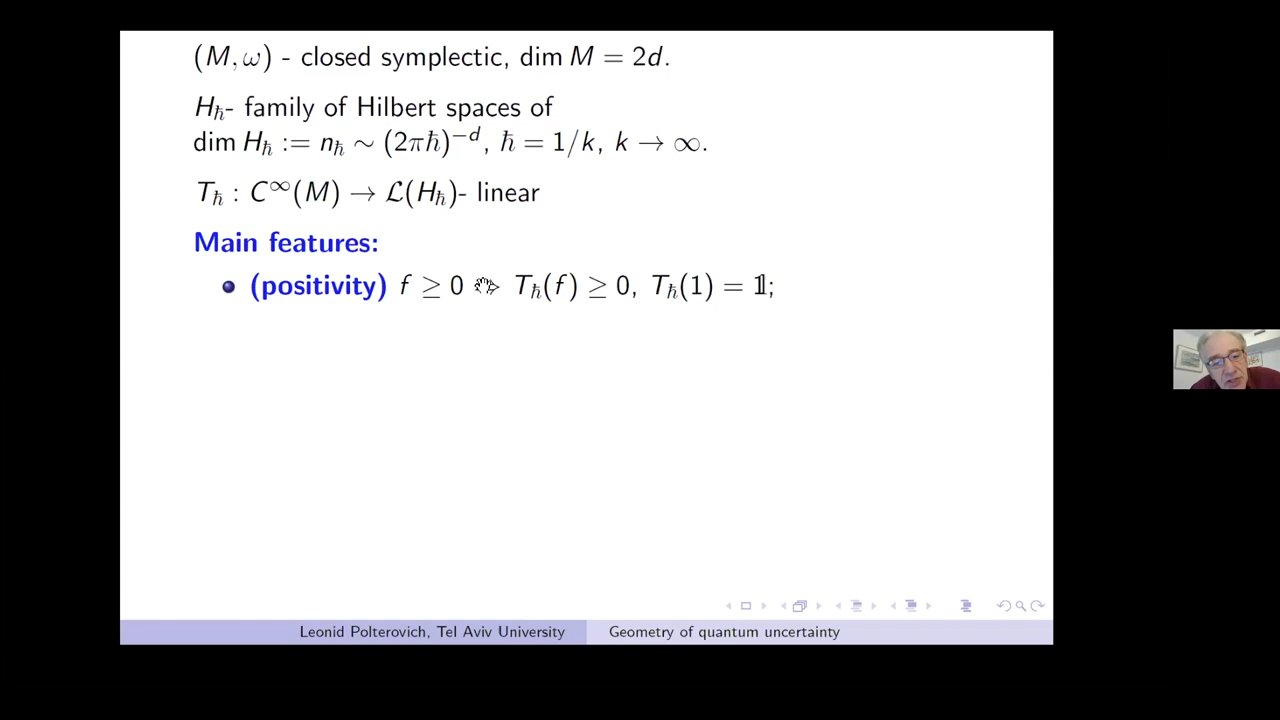 (M, ω) - closed symplectic, dim M = 2d.
Hℏ- family of Hilbert spaces of
dim Hℏ := nℏ ∼ (2πℏ)⁻ᵈ, ℏ = 1/k, k → ∞.
Tℏ : C^∞(M) → ℒ(Hℏ)- linear
Main features:
• (positivity) f ≥ 0 ⇒ Tℏ(f) ≥ 0, Tℏ(1) = 𝟙;
Leonid Polterovich, Tel Aviv University
Geometry of quantum uncertainty